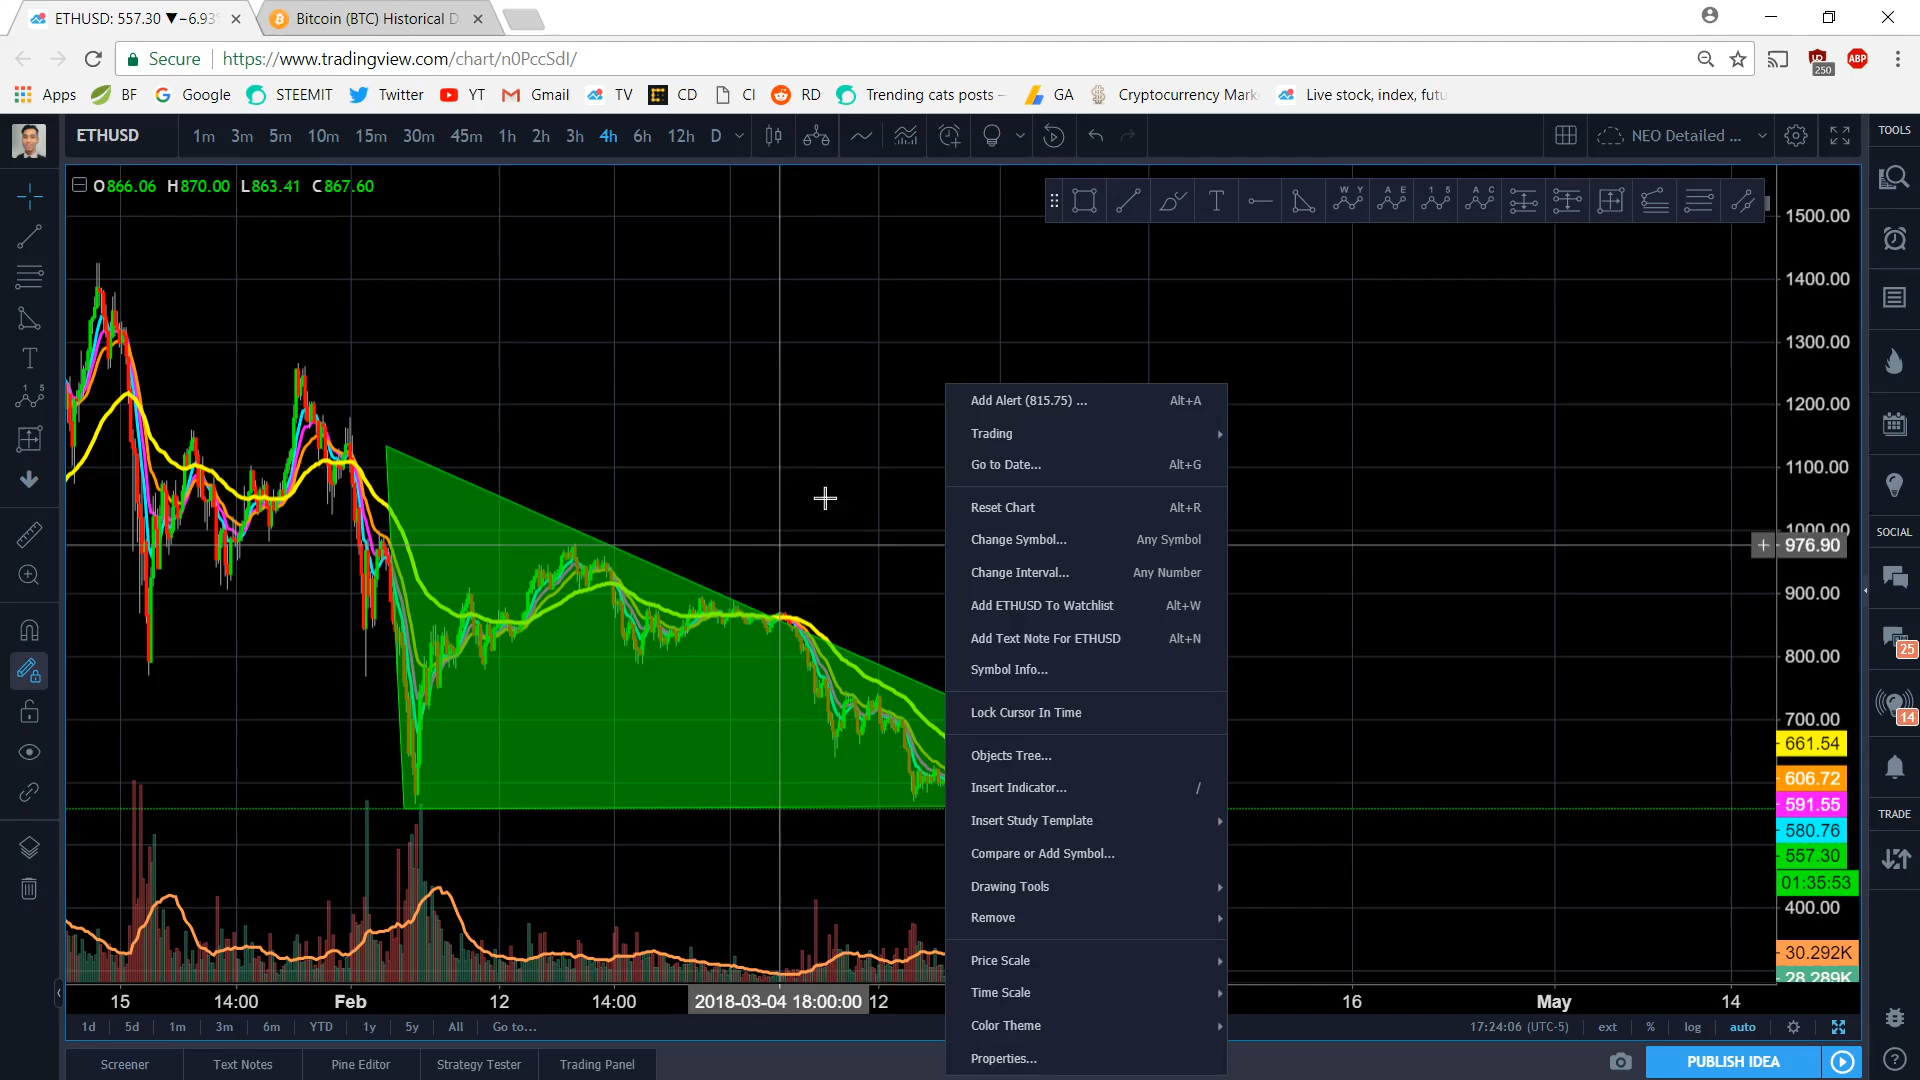 ETHUSD: 557.30 ▼−6.93%
Bitcoin (BTC) Historical D
Secure
https://www.tradingview.com/chart/n0PccSdI/
250
ABP
Apps
BF
Google
STEEMIT
Twitter
YT
Gmail
TV
CD
CI
RD
Trending cats posts –
GA
Cryptocurrency Mark
Live stock, index, futu
ETHUSD
1m 3m 5m 10m 15m 30m 45m 1h 2h 3h 4h 6h 12h D
NEO Detailed ...
TOOLS
O866.06 H870.00 L863.41 C867.60
T
W Y
A E
1 5
A C
1500.00
1400.00
1300.00
1200.00
1100.00
1000.00
976.90
900.00
800.00
700.00
661.54
606.72
591.55
580.76
557.30
01:35:53
400.00
30.292K
28.289K
T
1 5
Add Alert (815.75) ... Alt+A
Trading
Go to Date... Alt+G
Reset Chart Alt+R
Change Symbol... Any Symbol
Change Interval... Any Number
Add ETHUSD To Watchlist Alt+W
Add Text Note For ETHUSD Alt+N
Symbol Info...
Lock Cursor In Time
Objects Tree...
Insert Indicator... /
Insert Study Template
Compare or Add Symbol...
Drawing Tools
Remove
Price Scale
Time Scale
Color Theme
Properties...
SOCIAL
25
14
TRADE
15 14:00 Feb 12 14:00 2018-03-04 18:00:00 12 16 May 14
1d 5d 1m 3m 6m YTD 1y 5y All Go to...
17:24:06 (UTC-5) ext % log auto
Screener
Text Notes
Pine Editor
Strategy Tester
Trading Panel
PUBLISH IDEA